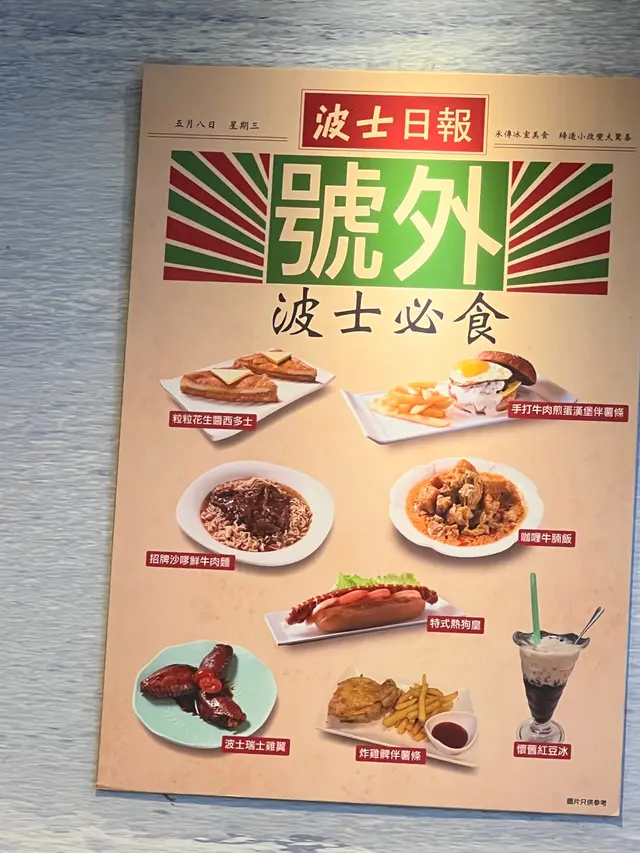 波士日報
五月八日　星期三
承傳冰室美食　締造小改變大驚喜
號外
波士必食
粒粒花生醬西多士
手打牛肉煎蛋漢堡伴薯條
招牌沙嗲鮮牛肉麵
咖喱牛腩飯
特式熱狗皇
波士瑞士雞翼
炸雞髀伴薯條
懷舊紅豆冰
圖片只供參考